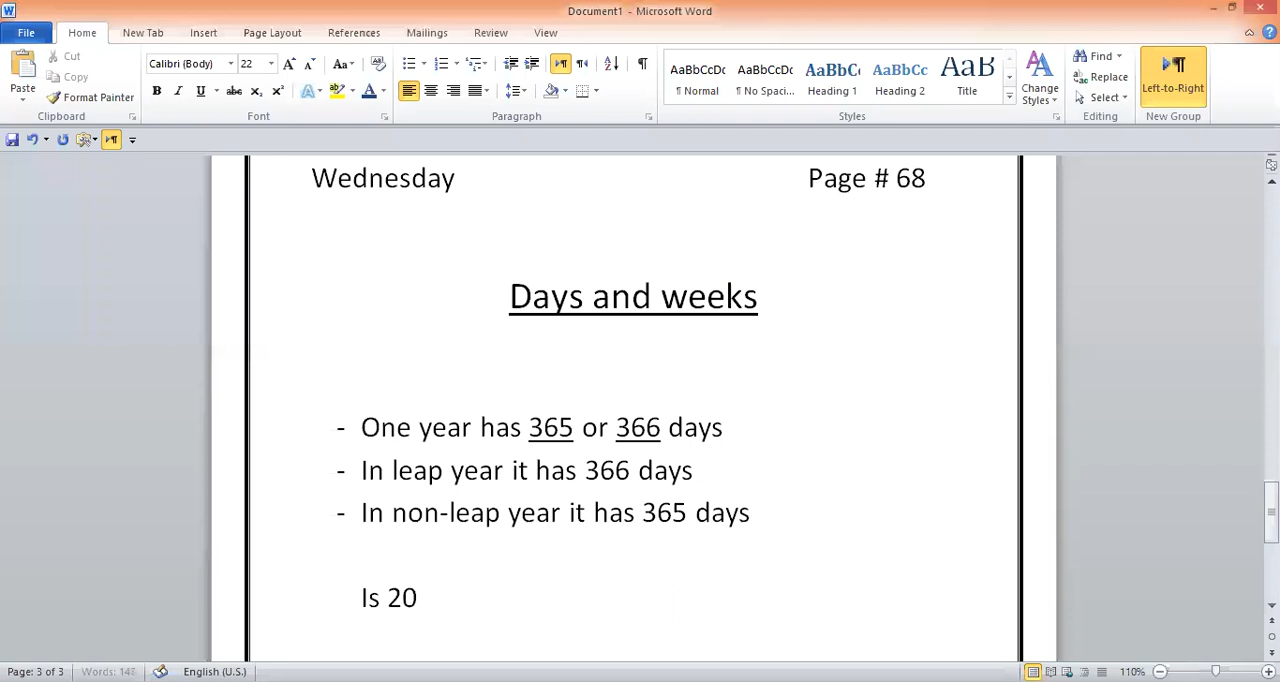 Document1 - Microsoft Word
File Home New Tab Insert Page Layout References Mailings Review View
Paste
Cut
Copy
Format Painter
Clipboard
Calibri (Body) 22
Font
Paragraph
AaBbCcDc AaBbCcDc AaBbC AaBbCc AaB
¶ Normal ¶ No Spaci... Heading 1 Heading 2 Title
Change Styles
Styles
Find
Replace
Select
Editing
Left-to-Right
New Group
Wednesday Page # 68
Days and weeks
- One year has 365 or 366 days
- In leap year it has 366 days
- In non-leap year it has 365 days
Is 20
Page: 3 of 3 Words: 147 English (U.S.) 110%